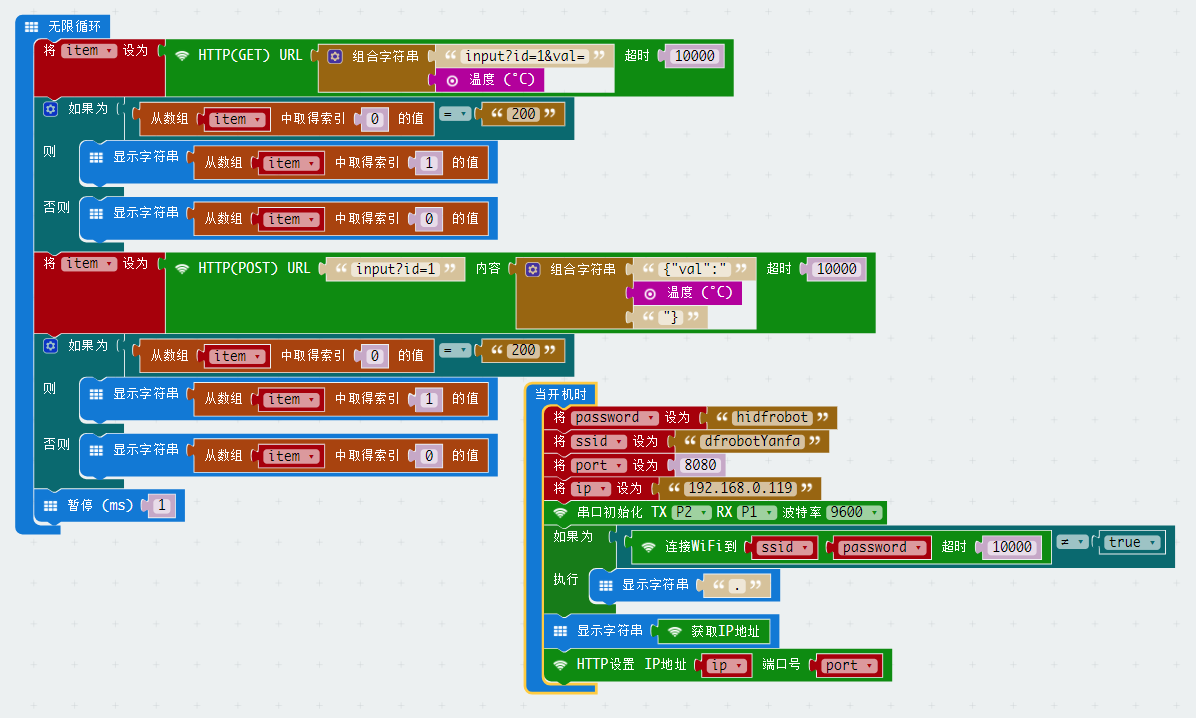 无限循环
将 item 设为 HTTP(GET) URL 组合字符串 “ input?id=1&val= ” 超时 10000
温度 (°C)
如果为 从数组 item 中取得索引 0 的值 = “ 200 ”
则 显示字符串 从数组 item 中取得索引 1 的值
否则 显示字符串 从数组 item 中取得索引 0 的值
将 item 设为 HTTP(POST) URL “ input?id=1 ” 内容 组合字符串 “ {"val":" ” 超时 10000
温度 (°C)
“ "} ”
如果为 从数组 item 中取得索引 0 的值 = “ 200 ”
则 显示字符串 从数组 item 中取得索引 1 的值
否则 显示字符串 从数组 item 中取得索引 0 的值
暂停 (ms) 1
当开机时
将 password 设为 “ hidfrobot ”
将 ssid 设为 “ dfrobotYanfa ”
将 port 设为 8080
将 ip 设为 “ 192.168.0.119 ”
串口初始化 TX P2 RX P1 波特率 9600
如果为 连接WiFi到 ssid password 超时 10000 ≠ true
执行 显示字符串 “ . ”
显示字符串 获取IP地址
HTTP设置 IP地址 ip 端口号 port